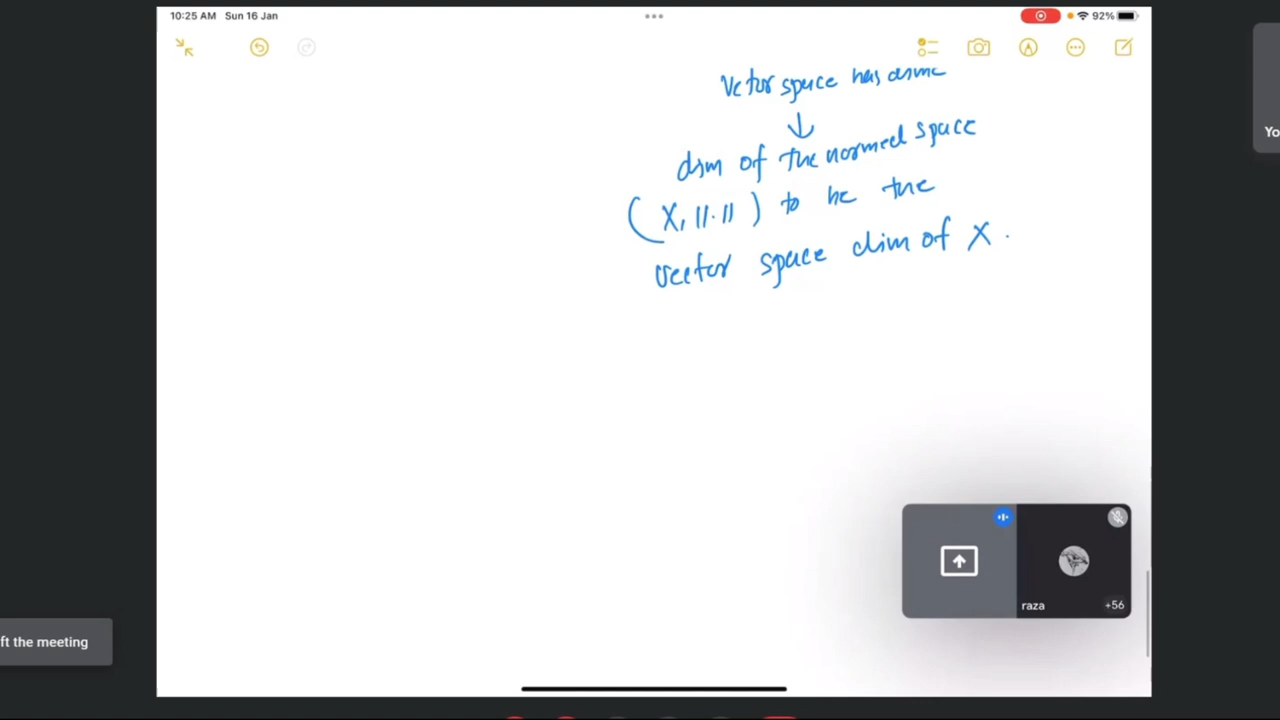 10:25 AM Sun 16 Jan
92%
Vector space has
↓
dim of the normed space
(X, ||·||) to be the
vector space dim of X.
Yo
raza +56
ft the meeting